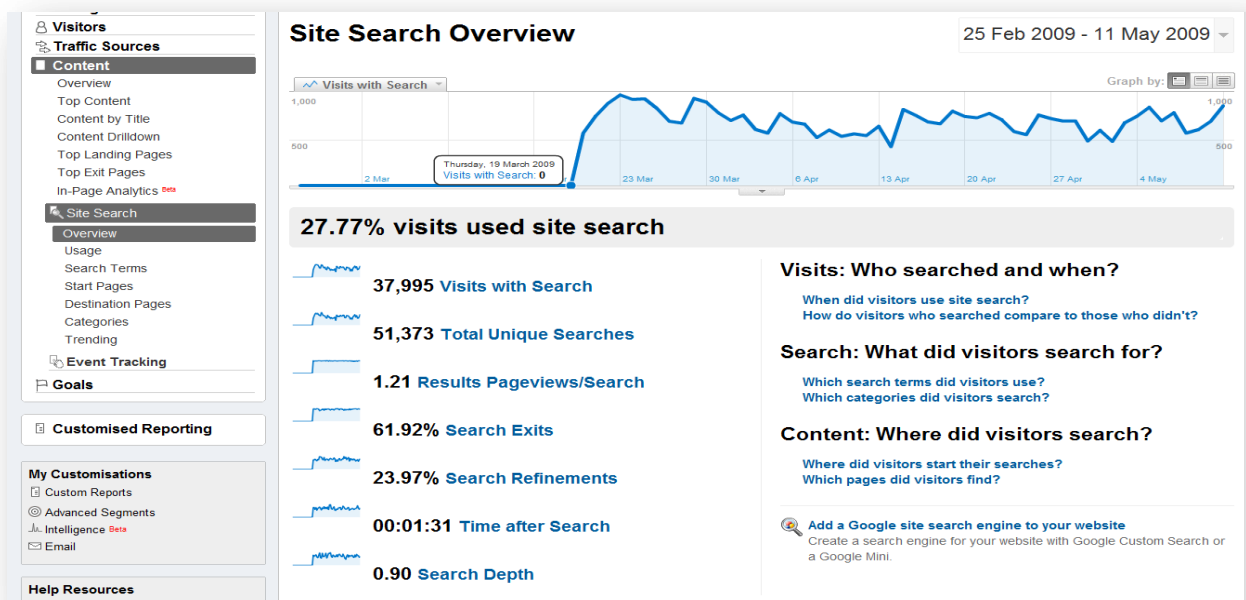 Visitors
Traffic Sources
Content
Overview
Top Content
Content by Title
Content Drilldown
Top Landing Pages
Top Exit Pages
In-Page Analytics Beta
Site Search
Overview
Usage
Search Terms
Start Pages
Destination Pages
Categories
Trending
Event Tracking
Goals
Customised Reporting
My Customisations
Custom Reports
Advanced Segments
Intelligence Beta
Email
Help Resources
Site Search Overview
25 Feb 2009 - 11 May 2009
Visits with Search
Graph by:
1,000 1,000
500 500
Thursday, 19 March 2009
Visits with Search: 0
2 Mar 23 Mar 30 Mar 6 Apr 13 Apr 20 Apr 27 Apr 4 May
27.77% visits used site search
37,995 Visits with Search
51,373 Total Unique Searches
1.21 Results Pageviews/Search
61.92% Search Exits
23.97% Search Refinements
00:01:31 Time after Search
0.90 Search Depth
Visits: Who searched and when?
When did visitors use site search?
How do visitors who searched compare to those who didn't?
Search: What did visitors search for?
Which search terms did visitors use?
Which categories did visitors search?
Content: Where did visitors search?
Where did visitors start their searches?
Which pages did visitors find?
Add a Google site search engine to your website
Create a search engine for your website with Google Custom Search or
a Google Mini.